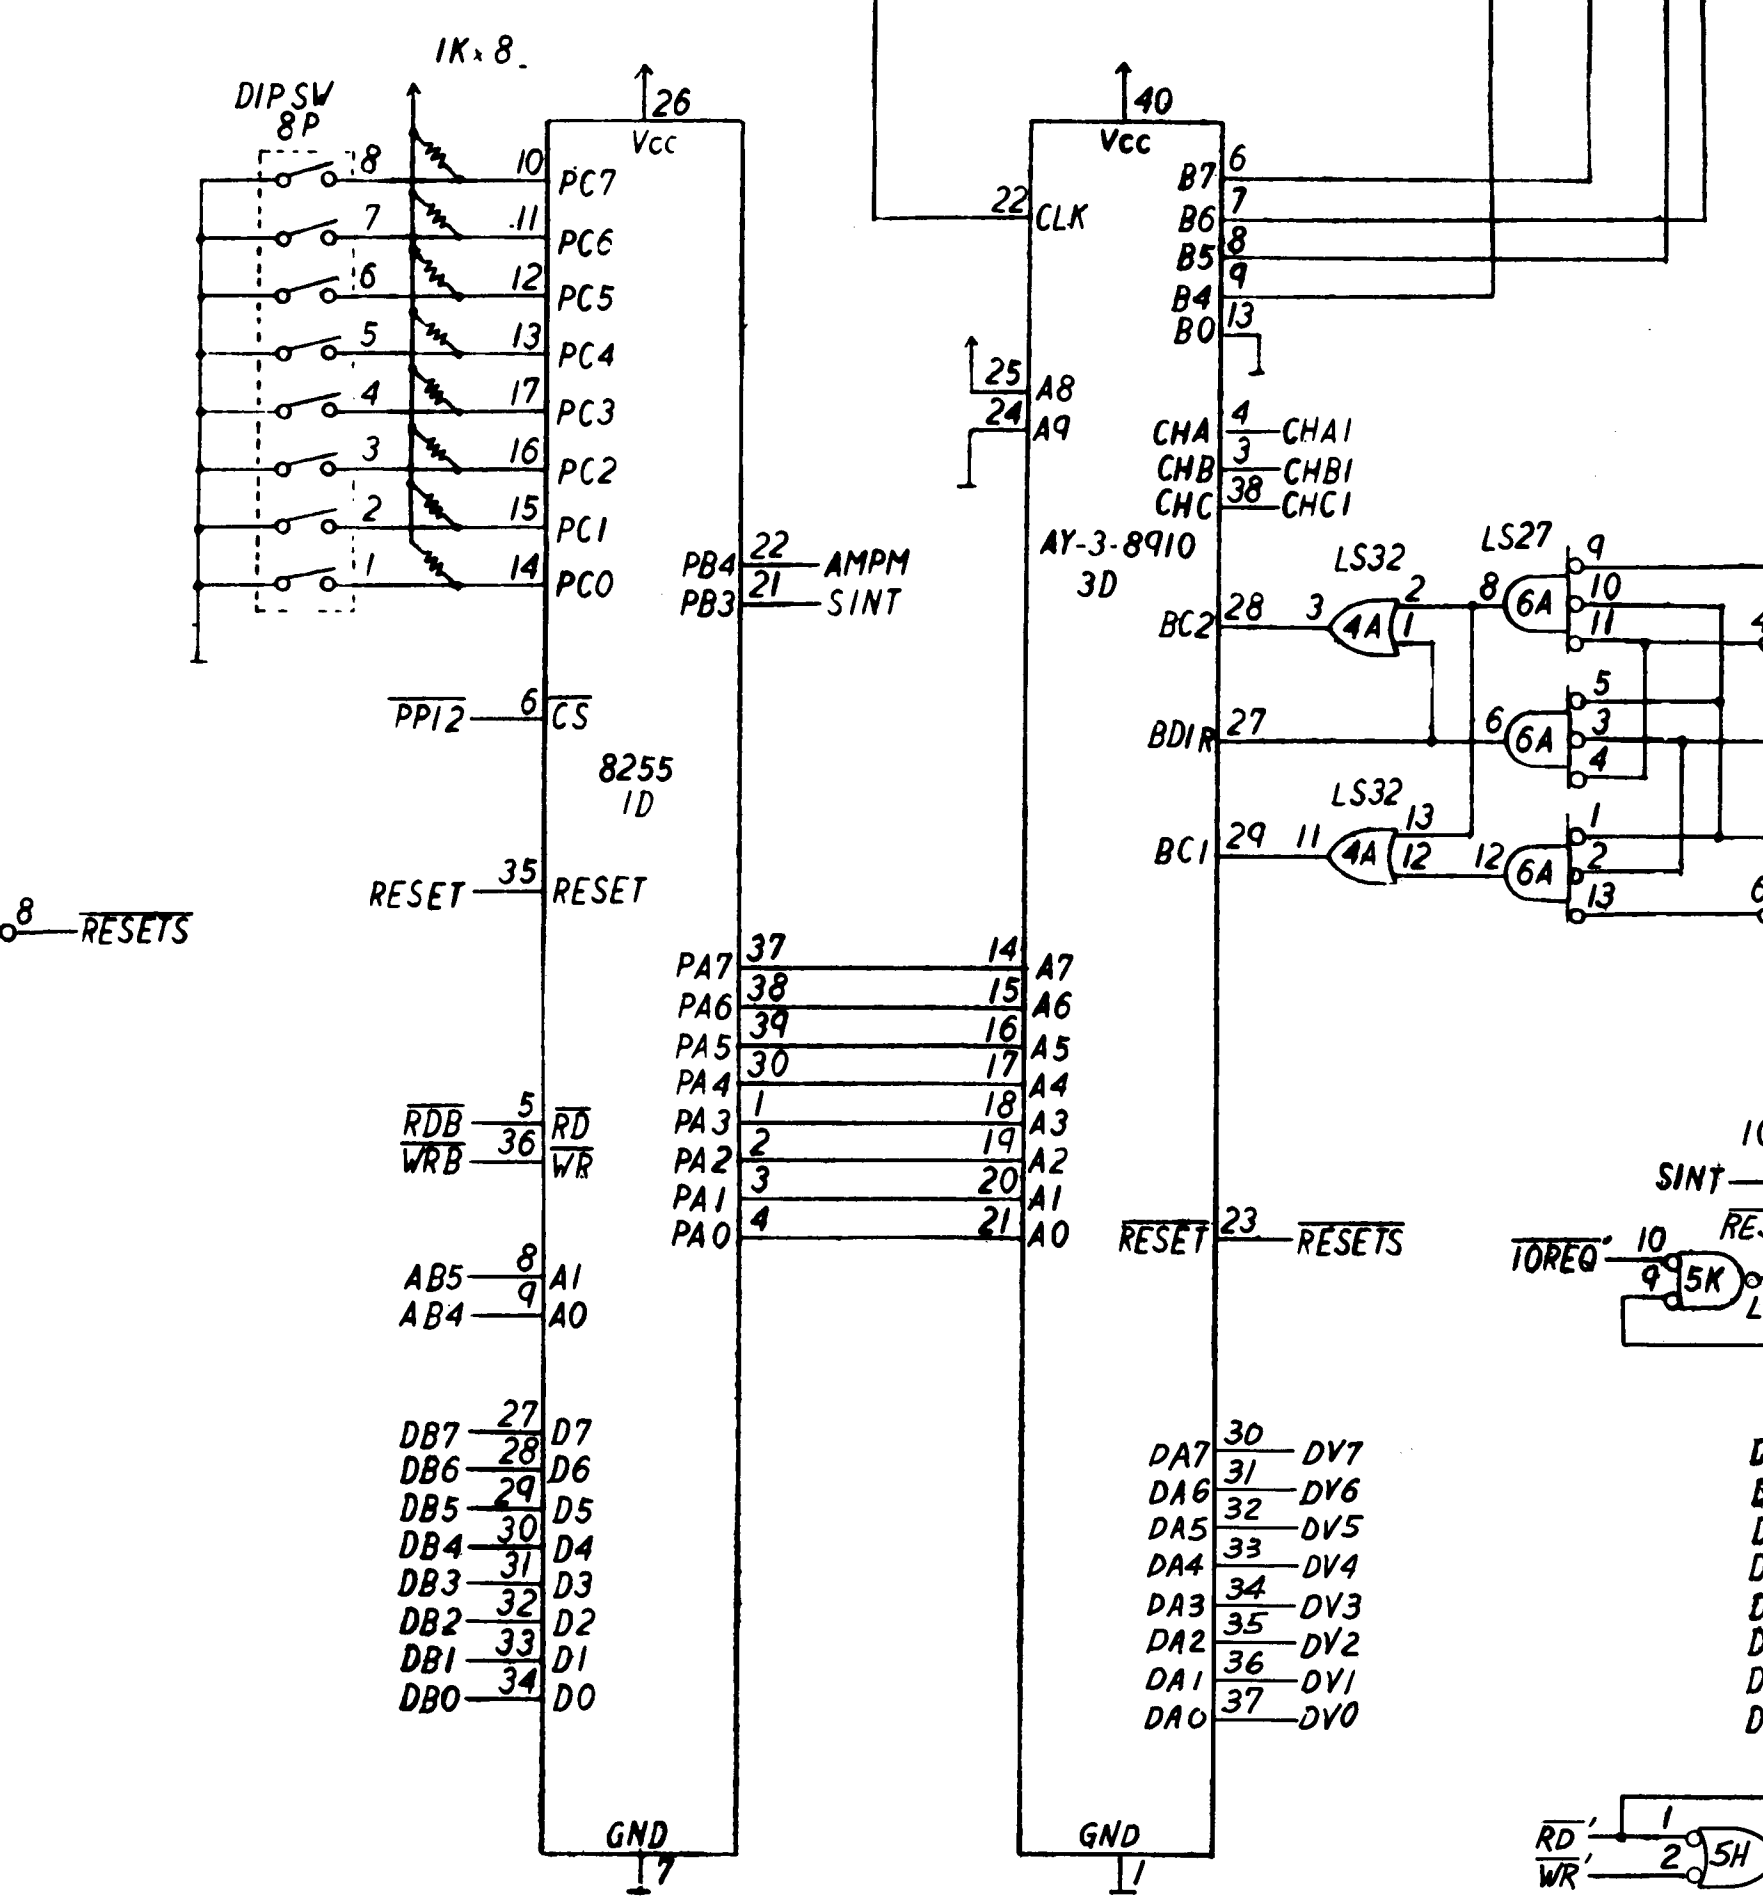 1K×8
DIP SW
8P
26
Vcc
8 10 PC7
7 11 PC6
6 12 PC5
5 13 PC4
4 17 PC3
3 16 PC2
2 15 PC1
1 14 PC0
PB4 22 AMPM
PB3 21 SINT
PPI2 6 CS
8255
1D
RESET 35 RESET
8 RESETS
PA7 37 14 A7
PA6 38 15 A6
PA5 39 16 A5
PA4 30 17 A4
PA3 1 18 A3
PA2 2 19 A2
PA1 3 20 A1
PA0 4 21 A0
RDB 5 RD
WRB 36 WR
AB5 8 A1
AB4 9 A0
DB7 27 D7
DB6 28 D6
DB5 29 D5
DB4 30 D4
DB3 31 D3
DB2 32 D2
DB1 33 D1
DB0 34 D0
GND
7
40
Vcc
22 CLK
B7 6
B6 7
B5 8
B4 9
B0 13
25 A8
24 A9
CHA 4 CHA1
CHB 3 CHB1
CHC 38 CHC1
AY-3-8910
3D
BC2 28
BDIR 27
BC1 29
LS32
3 4A 2
1
LS27
8 6A 9
10
11
6 6A 5
3
4
LS32
11 4A 13
12
12 6A 1
2
13
RESET 23 RESETS
SINT
IOREQ' 10
9
5K
DA7 30 DV7
DA6 31 DV6
DA5 32 DV5
DA4 33 DV4
DA3 34 DV3
DA2 35 DV2
DA1 36 DV1
DA0 37 DV0
GND
1
RD' 1
WR' 2
5H